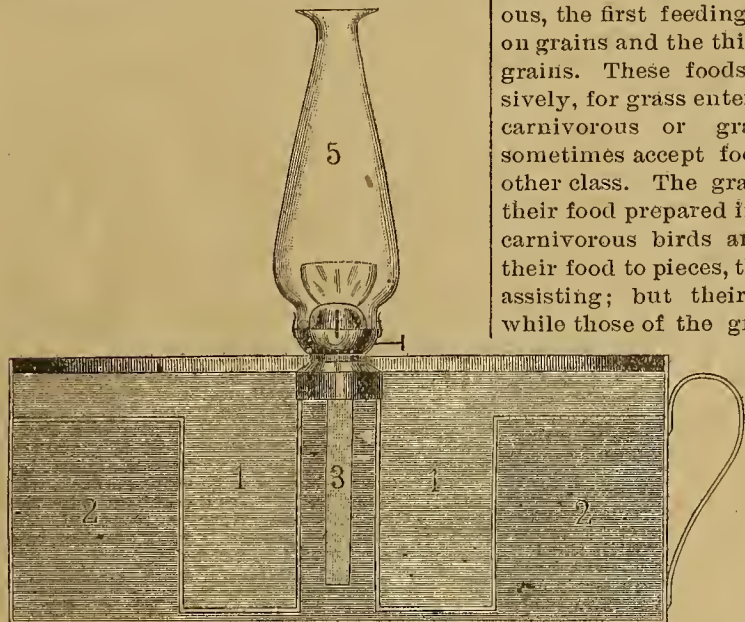 ous, the first feeding
on grains and the thi
grains. These foods
sively, for grass ente
carnivorous or gra
sometimes accept foo
other class. The gra
their food prepared i
carnivorous birds a
their food to pieces, t
assisting; but their
while those of the g
5
2 1 3 1 2